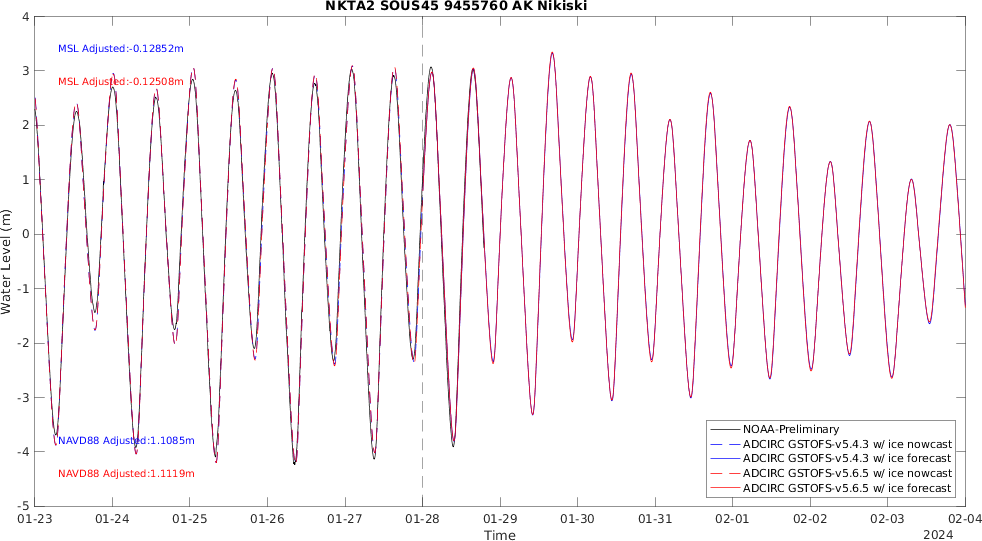 NKTA2 SOUS45 9455760 AK Nikiski
4
MSL Adjusted:-0.12852m
3
MSL Adjusted:-0.12508m
2
1
0
Water Level (m)
-1
-2
-3
NOAA-Preliminary
NAVD88 Adjusted:1.1085m
ADCIRC GSTOFS-v5.4.3 w/ ice nowcast
-4
ADCIRC GSTOFS-v5.4.3 w/ ice forecast
NAVD88 Adjusted:1.1119m
ADCIRC GSTOFS-v5.6.5 w/ ice nowcast
ADCIRC GSTOFS-v5.6.5 w/ ice forecast
-5
01-23 01-24 01-25 01-26 01-27 01-28 01-29 01-30 01-31 02-01 02-02 02-03 02-04
Time
2024